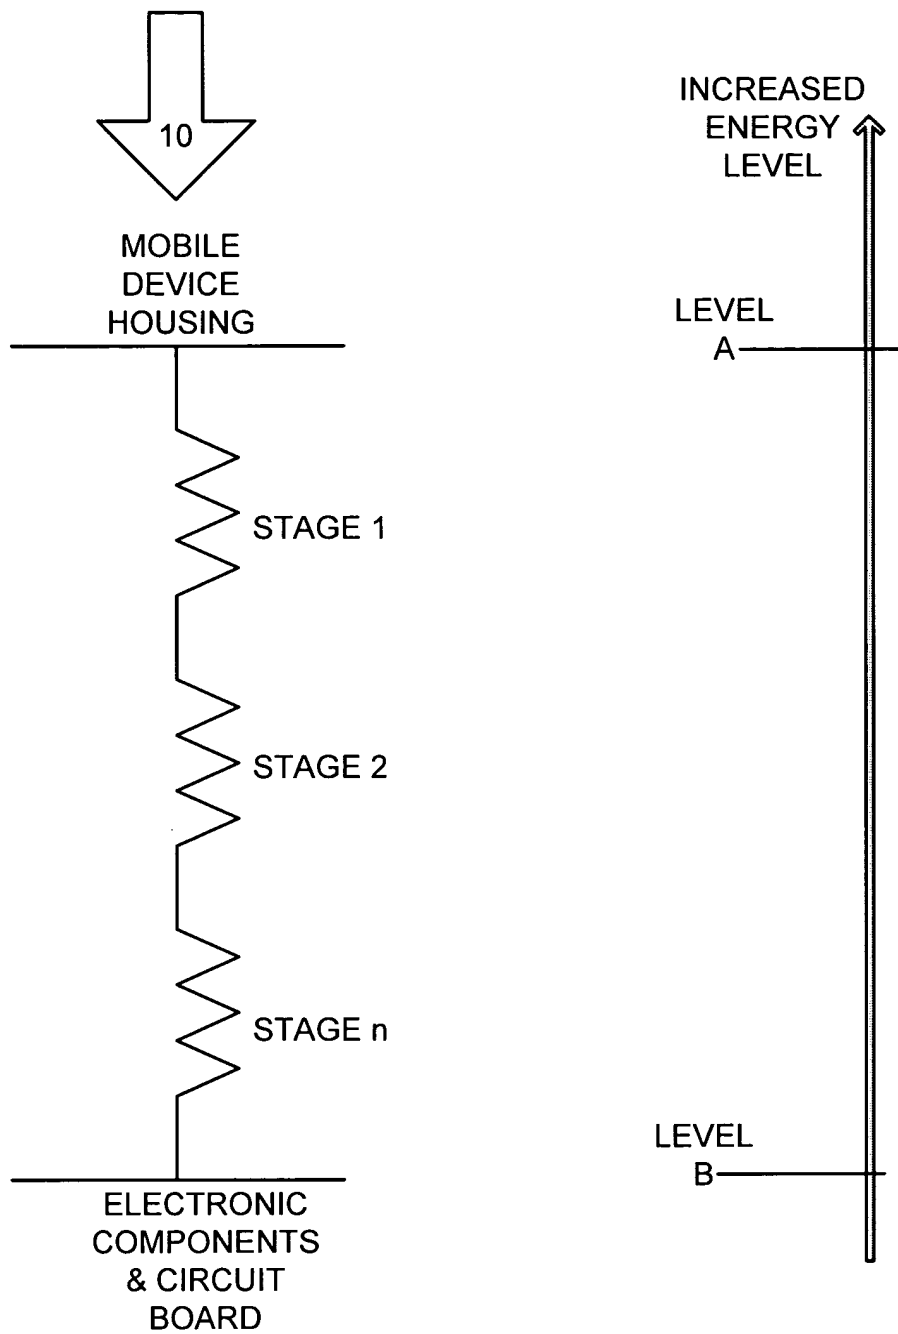 10
MOBILE
DEVICE
HOUSING
STAGE 1
STAGE 2
STAGE n
ELECTRONIC
COMPONENTS
& CIRCUIT
BOARD
INCREASED
ENERGY
LEVEL
LEVEL
A
LEVEL
B